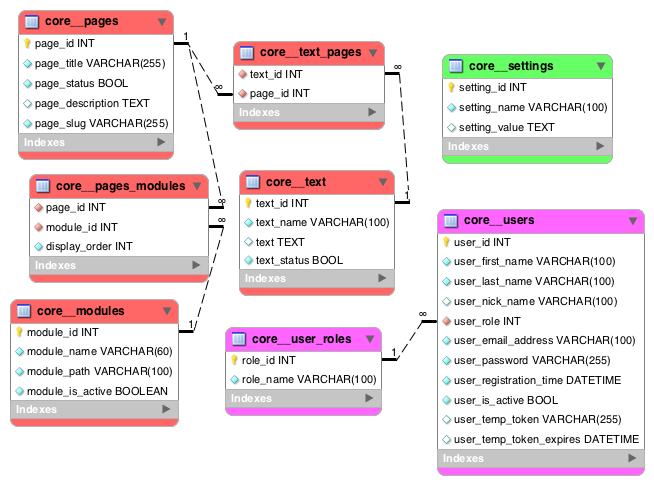 core__pages
page_id INT
page_title VARCHAR(255)
page_status BOOL
page_description TEXT
page_slug VARCHAR(255)
Indexes
1
∞
core__text_pages
text_id INT
page_id INT
Indexes
∞
core__settings
setting_id INT
setting_name VARCHAR(100)
setting_value TEXT
Indexes
core__pages_modules
page_id INT
module_id INT
display_order INT
Indexes
∞
∞
core__text
text_id INT
text_name VARCHAR(100)
text TEXT
text_status BOOL
Indexes
1
core__modules
module_id INT
module_name VARCHAR(60)
module_path VARCHAR(100)
module_is_active BOOLEAN
Indexes
1
core__user_roles
role_id INT
role_name VARCHAR(100)
Indexes
1
∞
core__users
user_id INT
user_first_name VARCHAR(100)
user_last_name VARCHAR(100)
user_nick_name VARCHAR(100)
user_role INT
user_email_address VARCHAR(100)
user_password VARCHAR(255)
user_registration_time DATETIME
user_is_active BOOL
user_temp_token VARCHAR(255)
user_temp_token_expires DATETIME
Indexes